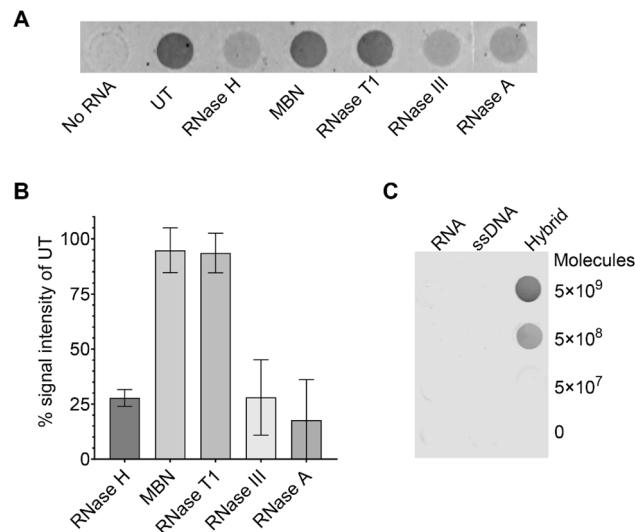 A
No RNA
UT
RNase H
MBN
RNase T1
RNase III
RNase A
B
% signal intensity of UT
100
75
50
25
0
RNase H
MBN
RNase T1
RNase III
RNase A
C
RNA
ssDNA
Hybrid
Molecules
5×10⁹
5×10⁸
5×10⁷
0